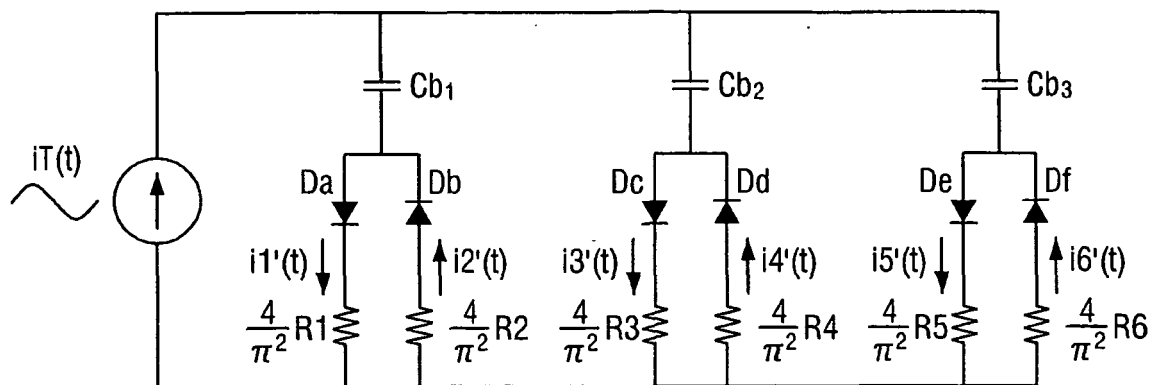 Cb₁ Cb₂ Cb₃
iT(t)
Da Db Dc Dd De Df
i1'(t) i2'(t) i3'(t) i4'(t) i5'(t) i6'(t)
4/π² R1 4/π² R2 4/π² R3 4/π² R4 4/π² R5 4/π² R6